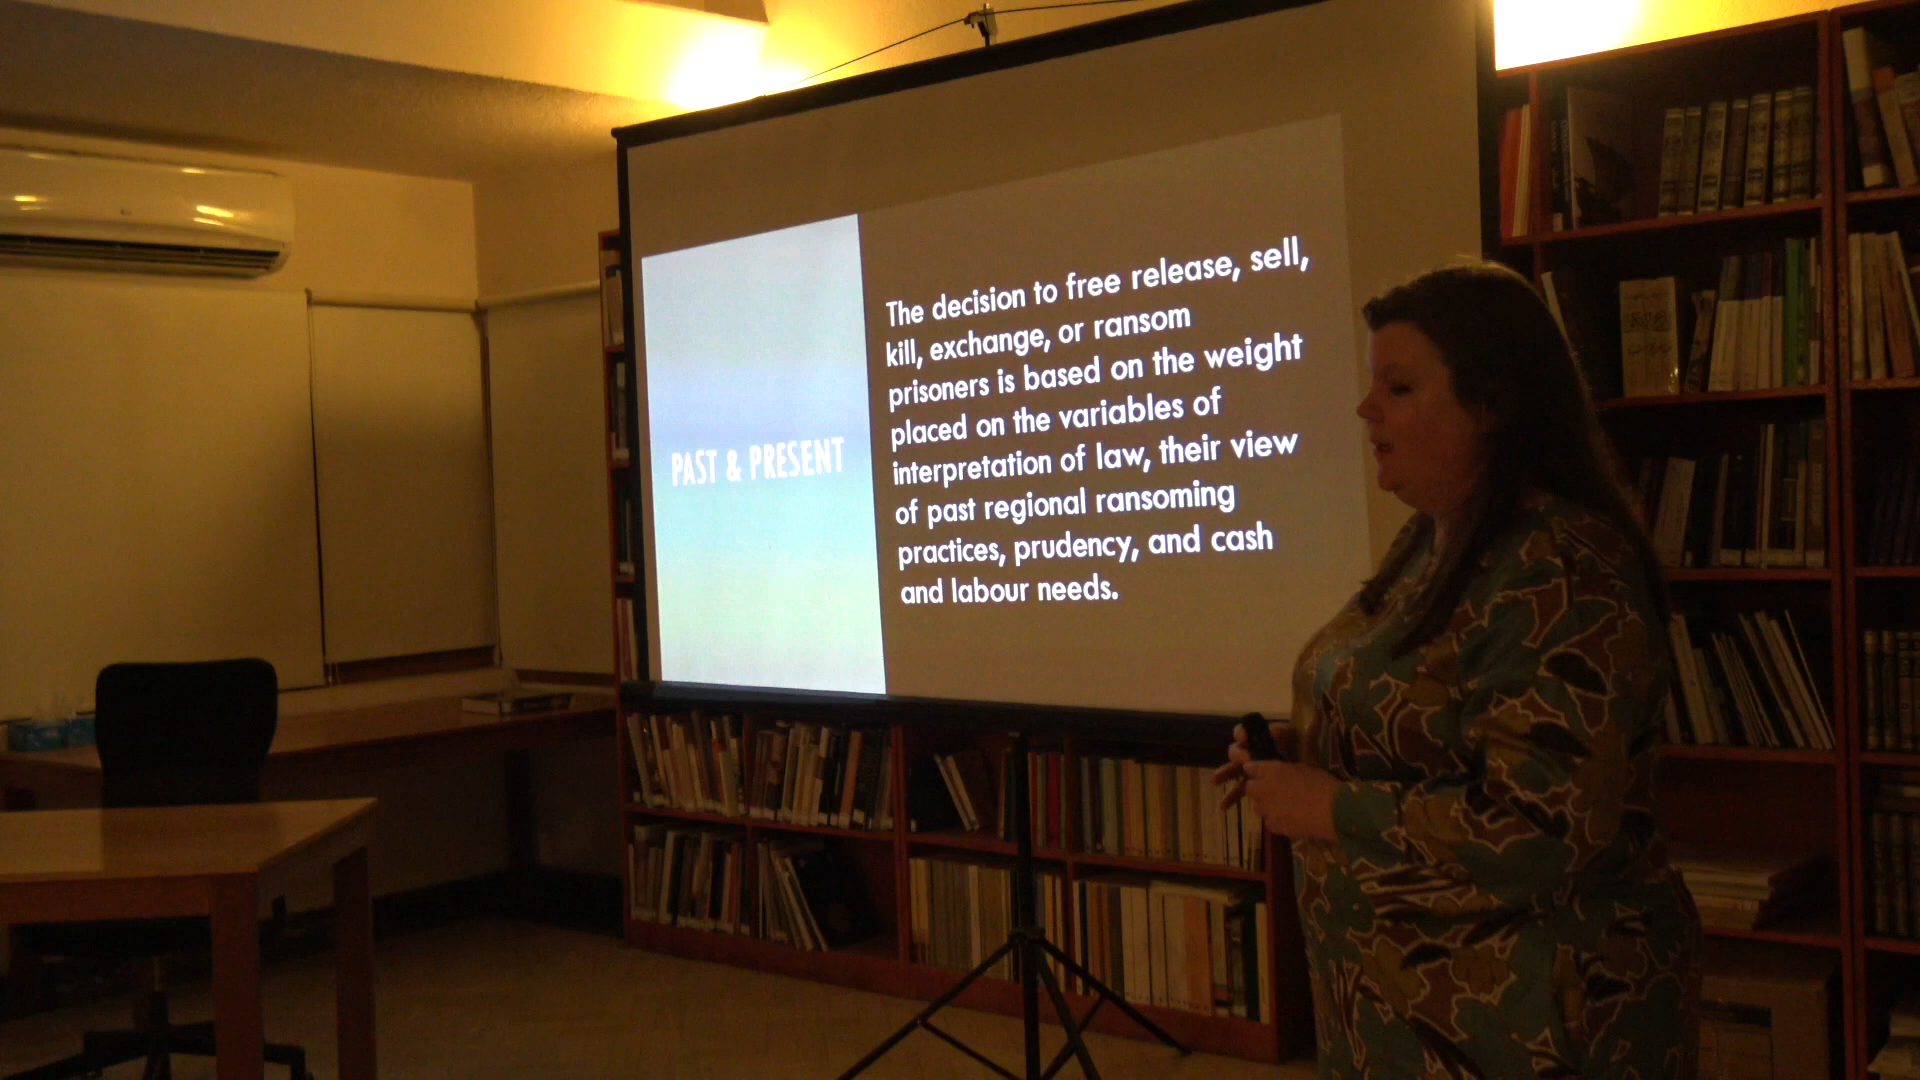 PAST & PRESENT
The decision to free release, sell,
kill, exchange, or ransom
prisoners is based on the weight
placed on the variables of
interpretation of law, their view
of past regional ransoming
practices, prudency, and cash
and labour needs.